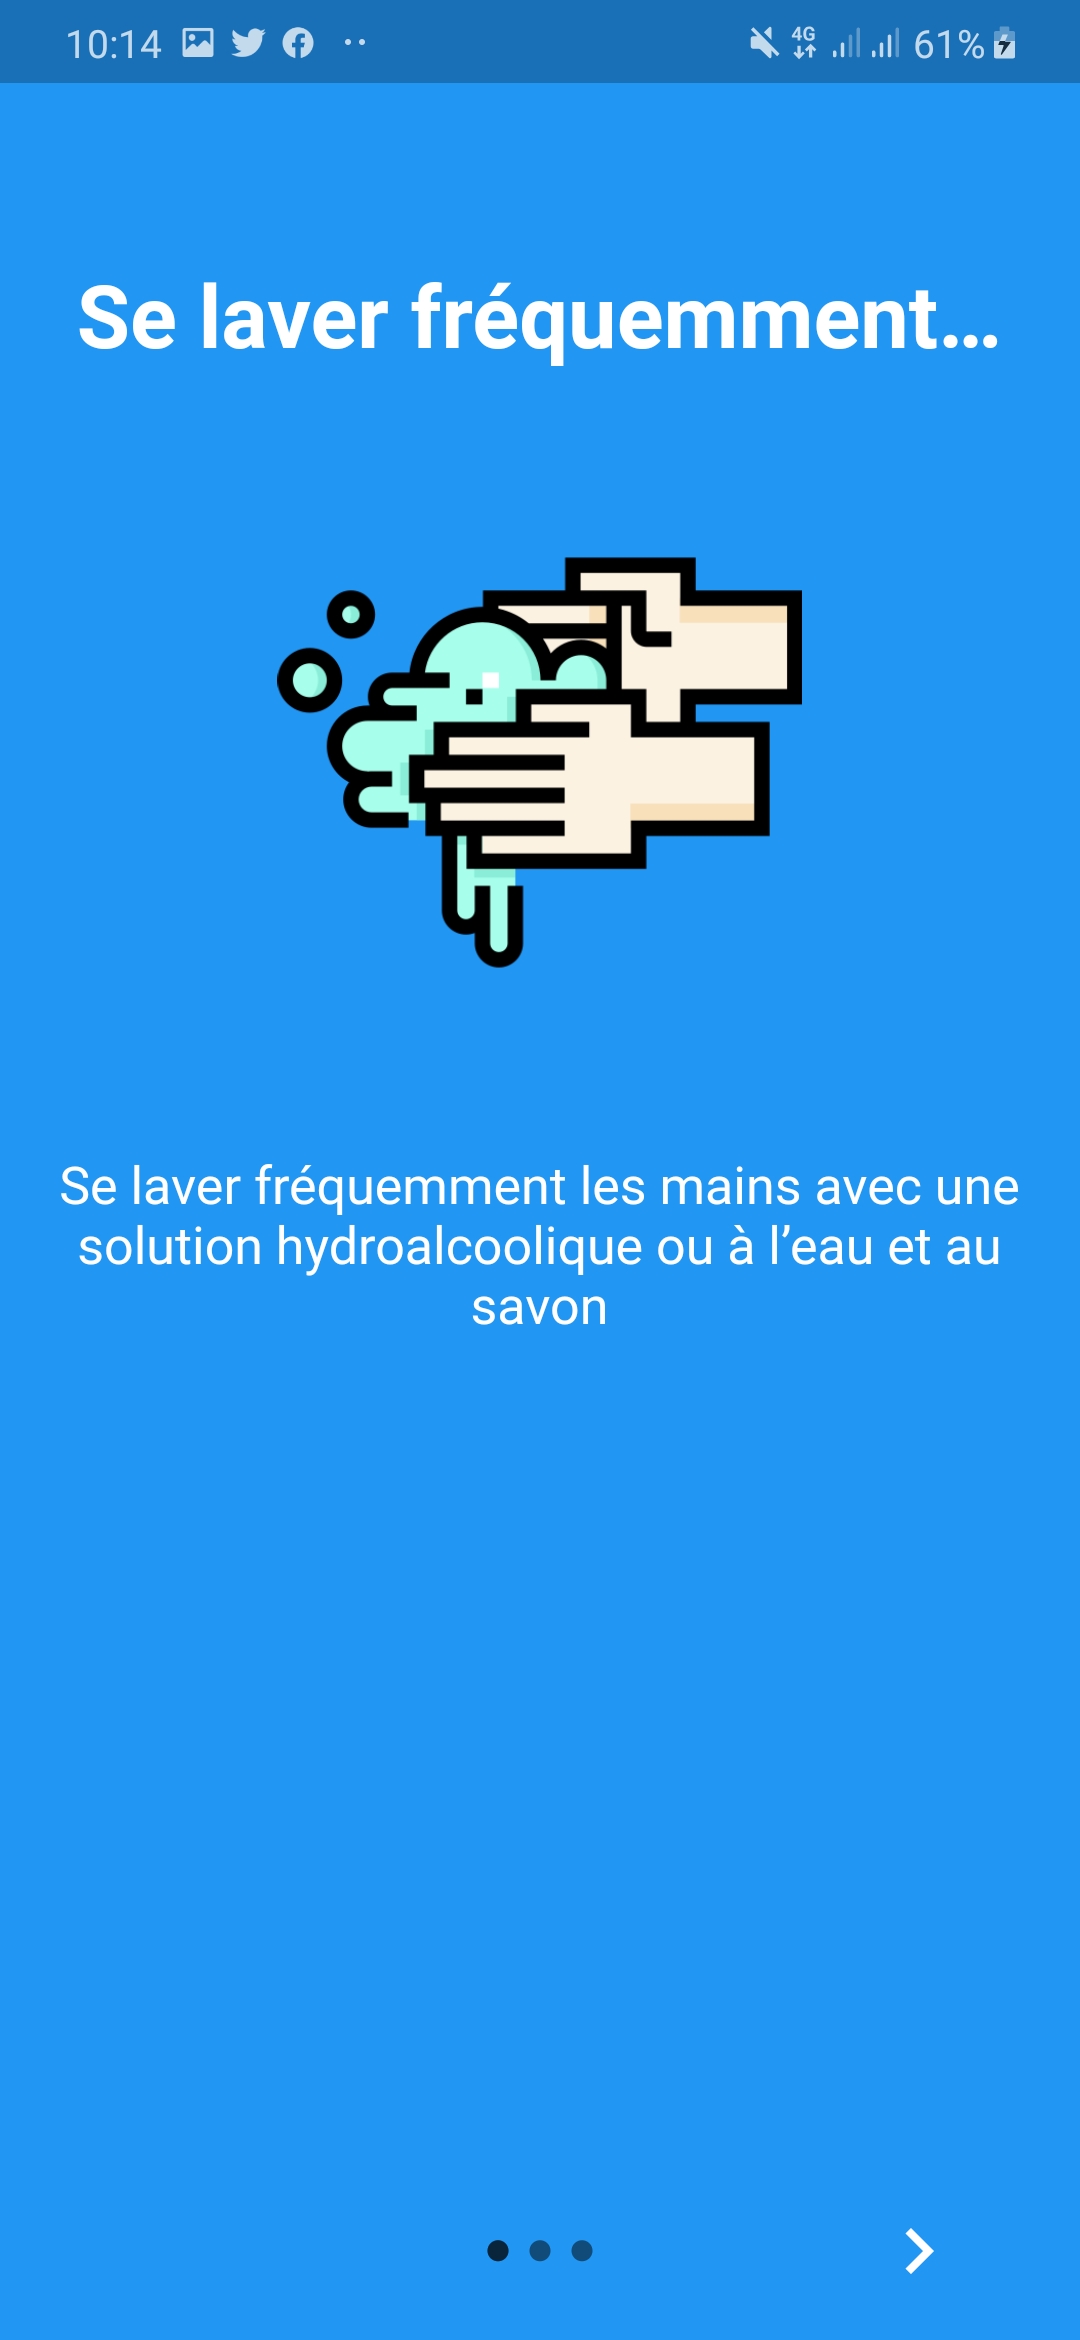 10:14
4G
61%
Se laver fréquemment...
Se laver fréquemment les mains avec une
solution hydroalcoolique ou à l’eau et au
savon